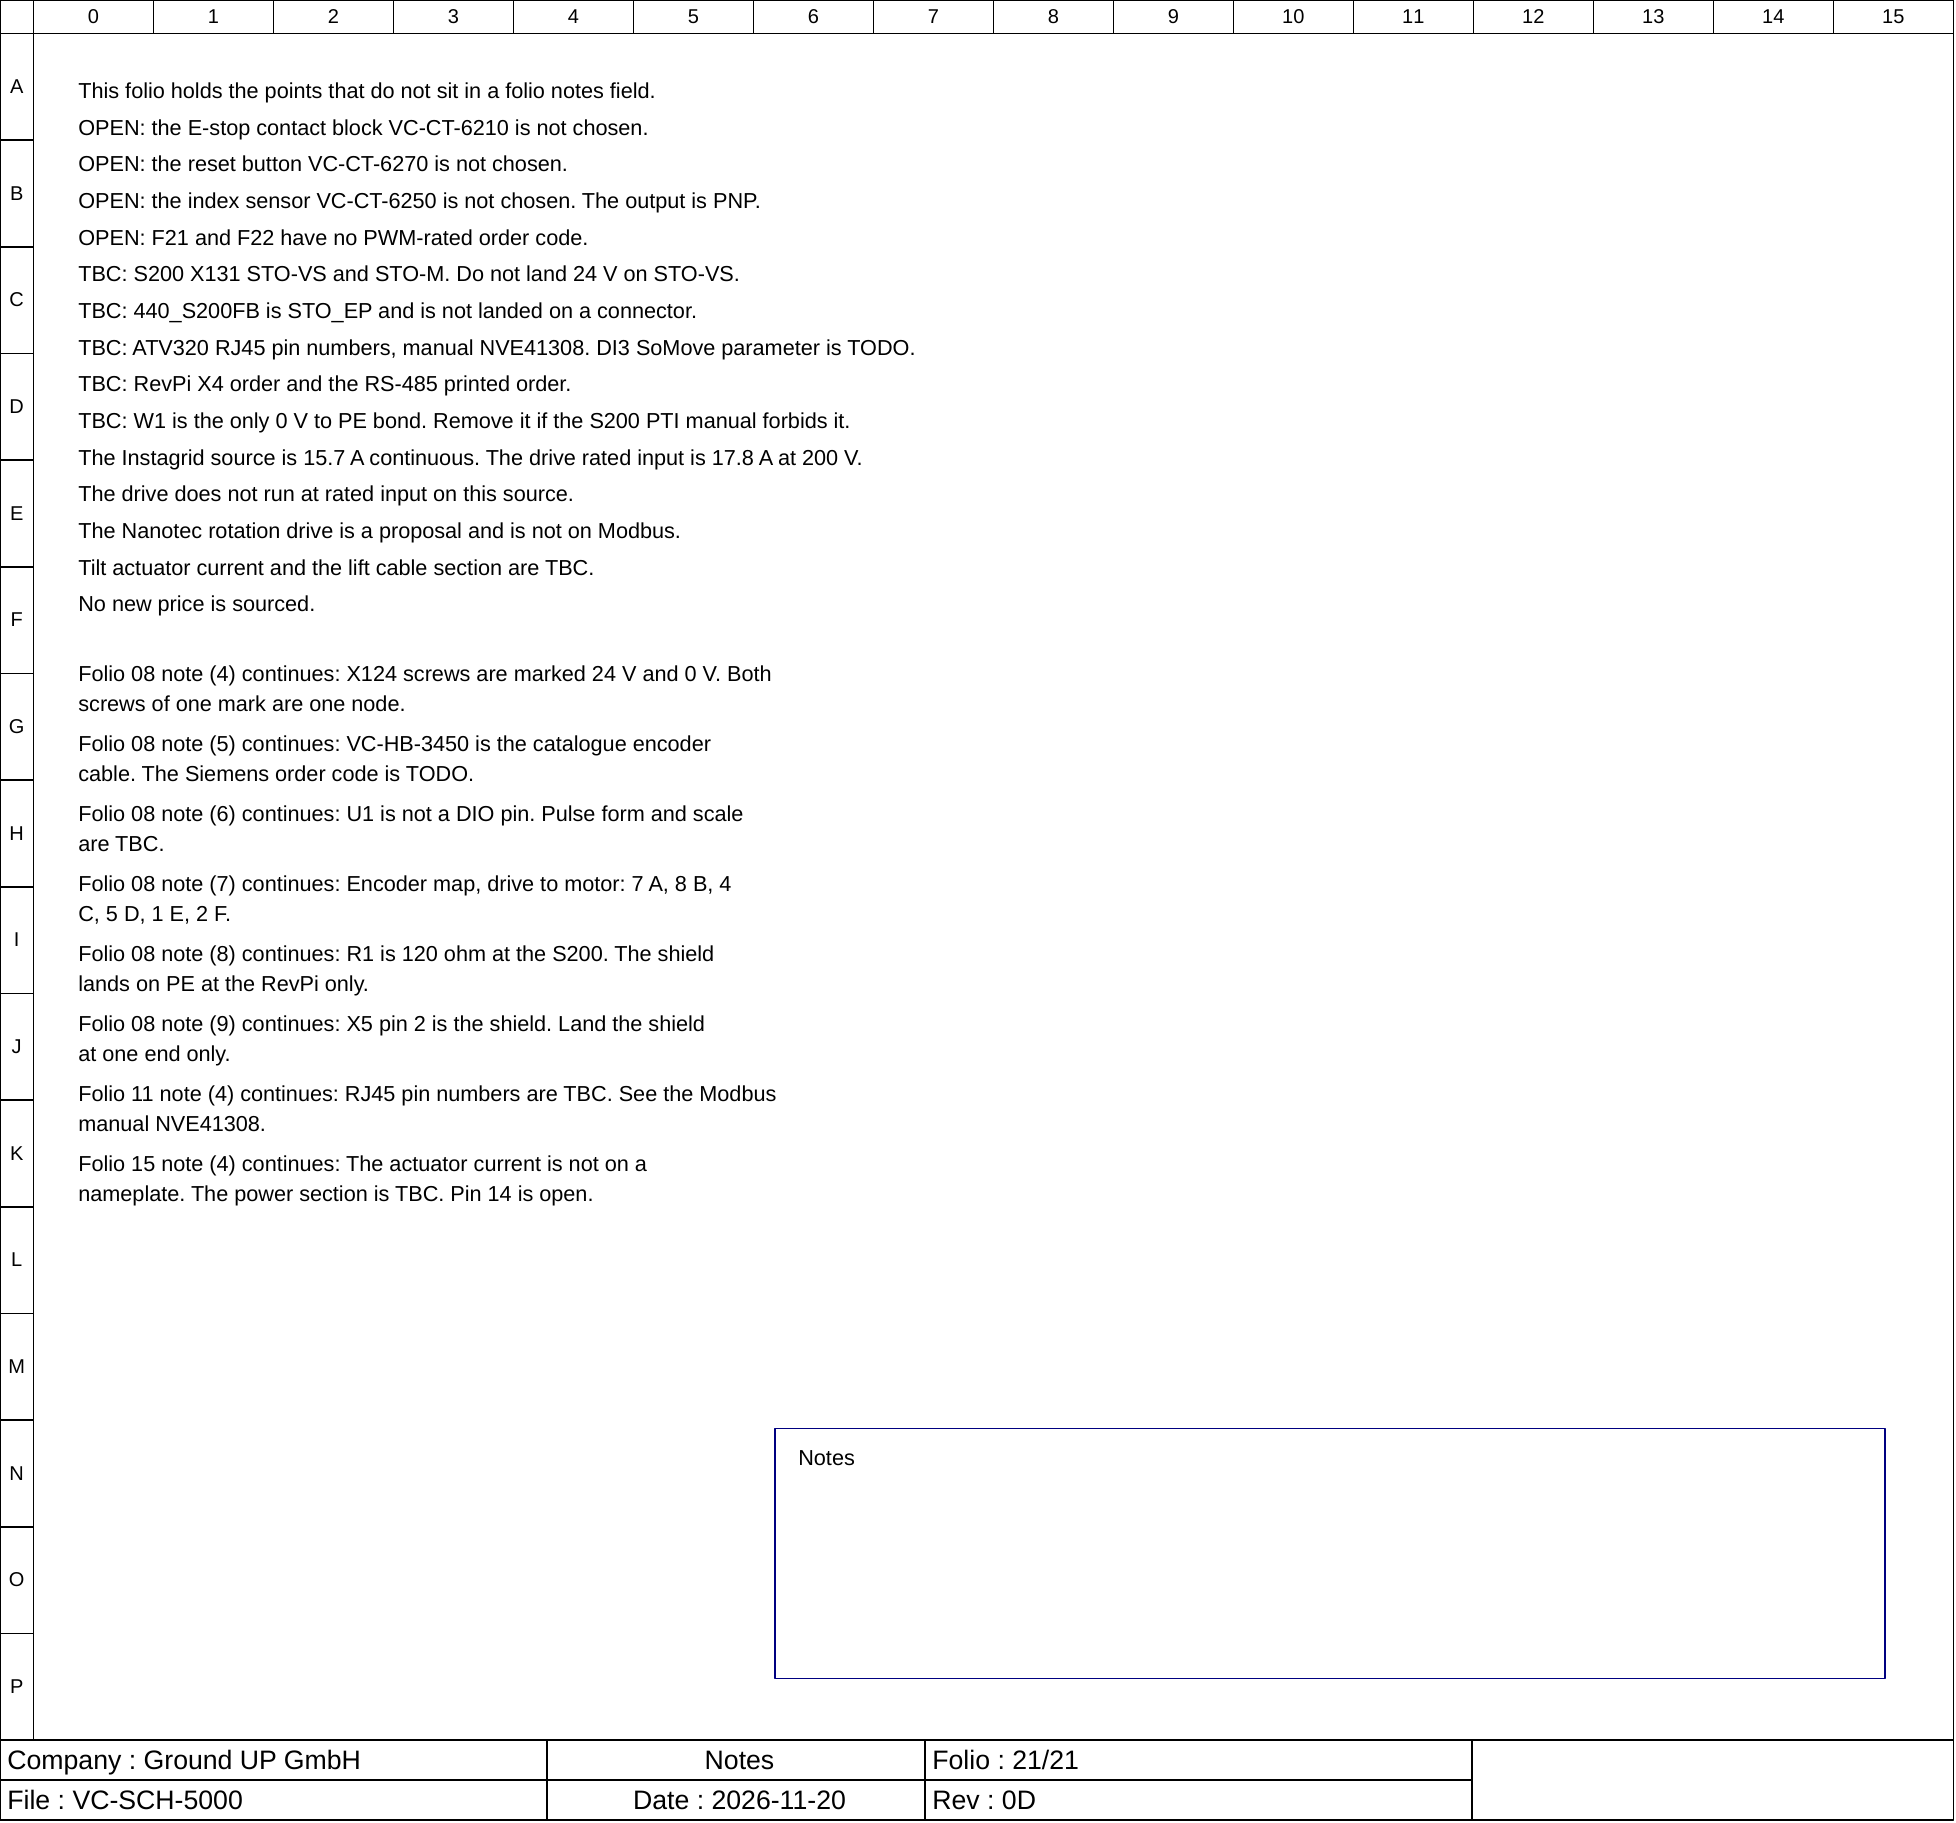 0 1 2 3 4 5 6 7 8 9 10 11 12 13 14 15
A
B
C
D
E
F
G
H
I
J
K
L
M
N
O
P
This folio holds the points that do not sit in a folio notes field.
OPEN: the E-stop contact block VC-CT-6210 is not chosen.
OPEN: the reset button VC-CT-6270 is not chosen.
OPEN: the index sensor VC-CT-6250 is not chosen. The output is PNP.
OPEN: F21 and F22 have no PWM-rated order code.
TBC: S200 X131 STO-VS and STO-M. Do not land 24 V on STO-VS.
TBC: 440_S200FB is STO_EP and is not landed on a connector.
TBC: ATV320 RJ45 pin numbers, manual NVE41308. DI3 SoMove parameter is TODO.
TBC: RevPi X4 order and the RS-485 printed order.
TBC: W1 is the only 0 V to PE bond. Remove it if the S200 PTI manual forbids it.
The Instagrid source is 15.7 A continuous. The drive rated input is 17.8 A at 200 V.
The drive does not run at rated input on this source.
The Nanotec rotation drive is a proposal and is not on Modbus.
Tilt actuator current and the lift cable section are TBC.
No new price is sourced.
Folio 08 note (4) continues: X124 screws are marked 24 V and 0 V. Both
screws of one mark are one node.
Folio 08 note (5) continues: VC-HB-3450 is the catalogue encoder
cable. The Siemens order code is TODO.
Folio 08 note (6) continues: U1 is not a DIO pin. Pulse form and scale
are TBC.
Folio 08 note (7) continues: Encoder map, drive to motor: 7 A, 8 B, 4
C, 5 D, 1 E, 2 F.
Folio 08 note (8) continues: R1 is 120 ohm at the S200. The shield
lands on PE at the RevPi only.
Folio 08 note (9) continues: X5 pin 2 is the shield. Land the shield
at one end only.
Folio 11 note (4) continues: RJ45 pin numbers are TBC. See the Modbus
manual NVE41308.
Folio 15 note (4) continues: The actuator current is not on a
nameplate. The power section is TBC. Pin 14 is open.
Notes
Company : Ground UP GmbH
Notes
Folio : 21/21
File : VC-SCH-5000
Date : 2026-11-20
Rev : 0D